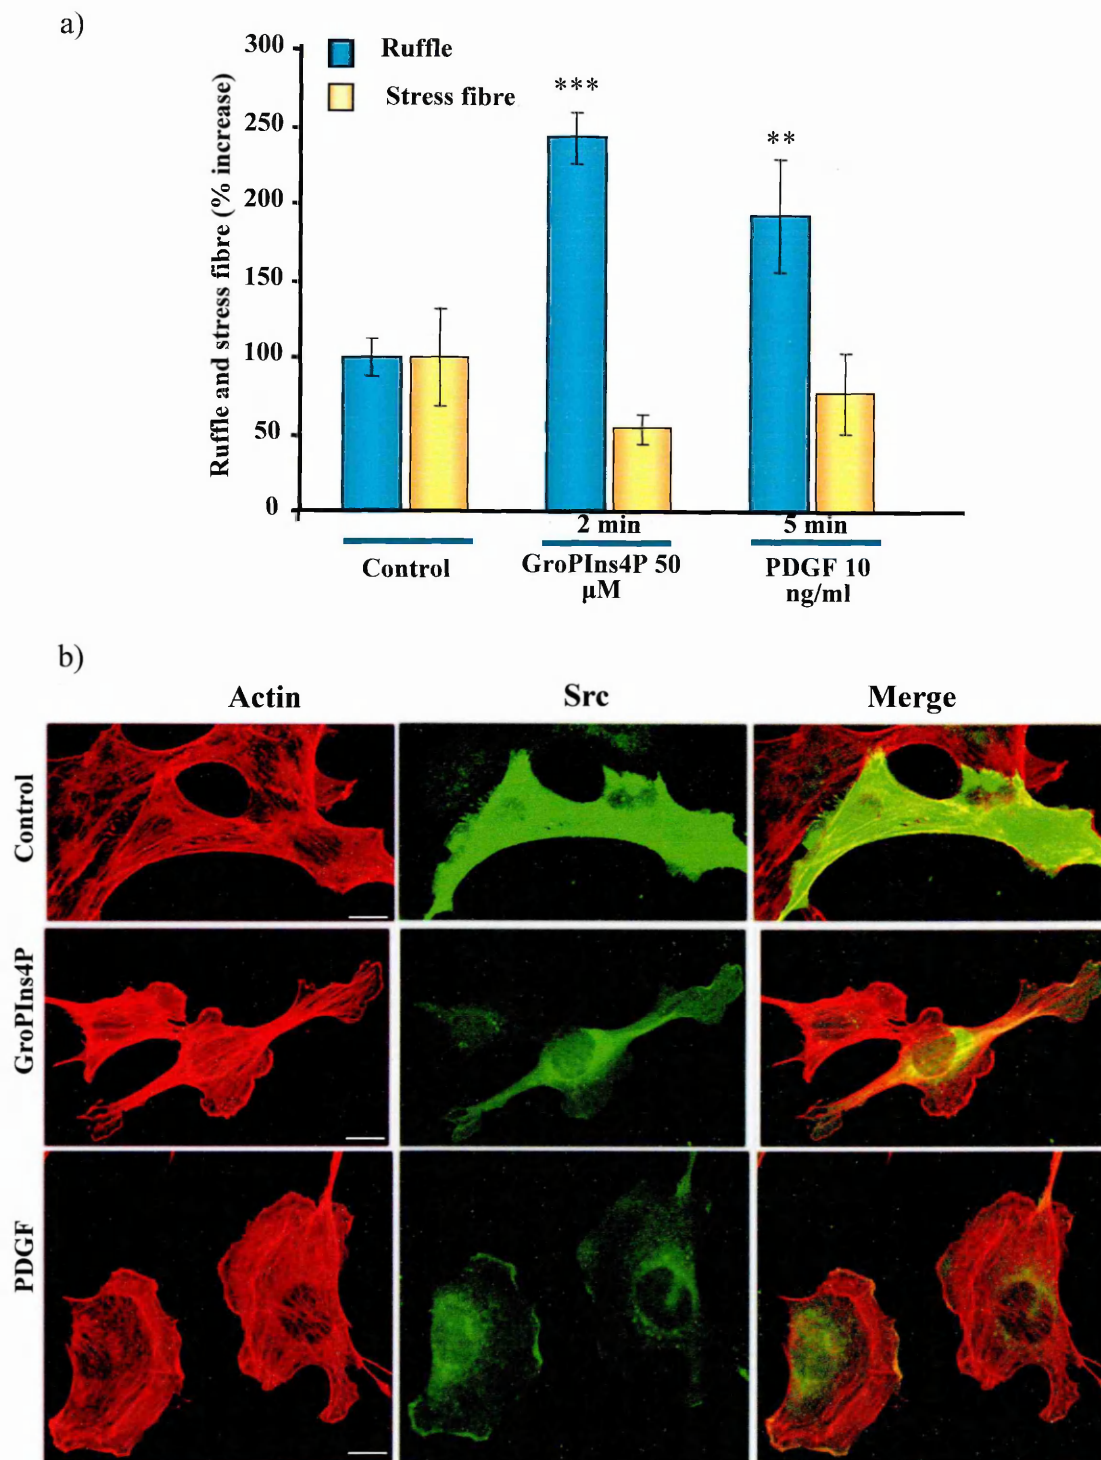 a)
Ruffle and stress fibre (% increase)
300
250
200
150
100
50
0
Ruffle
Stress fibre
***
**
2 min
5 min
Control
GroPIns4P 50
µM
PDGF 10
ng/ml
b)
Actin
Src
Merge
Control
GroPIns4P
PDGF